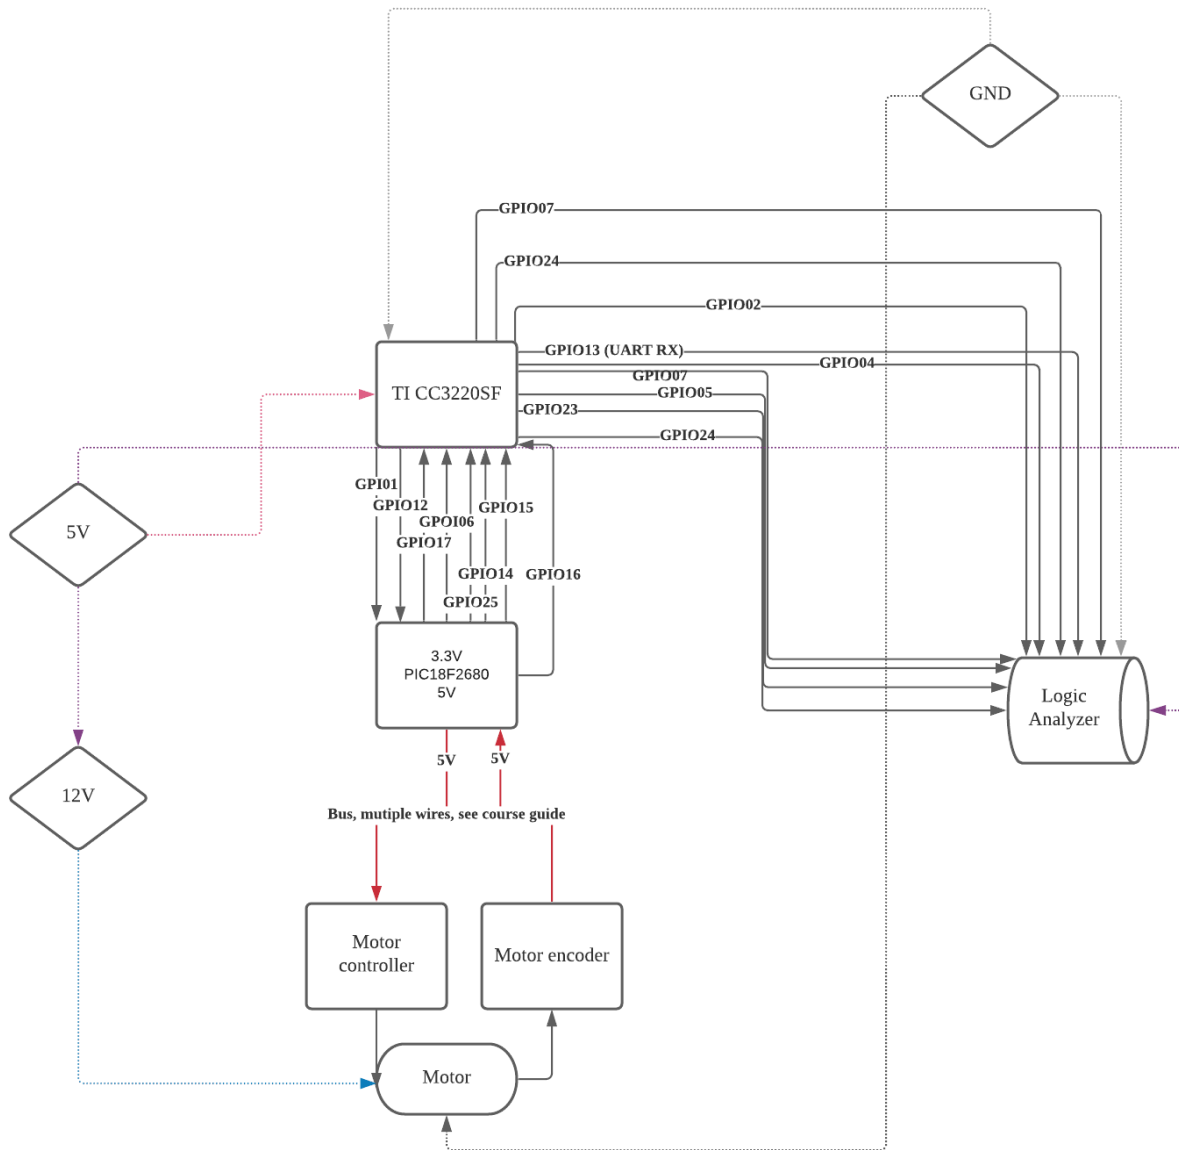 GND
GPIO07
GPIO24
GPIO02
GPIO13 (UART RX)
GPIO04
GPIO07
TI CC3220SF
GPIO05
GPIO23
GPIO24
GPI01
GPIO12
GPIO15
GPOI06
5V
GPIO17
GPIO14
GPIO16
GPIO25
3.3V
PIC18F2680
5V
Logic
Analyzer
5V
5V
12V
Bus, mutiple wires, see course guide
Motor
controller
Motor encoder
Motor